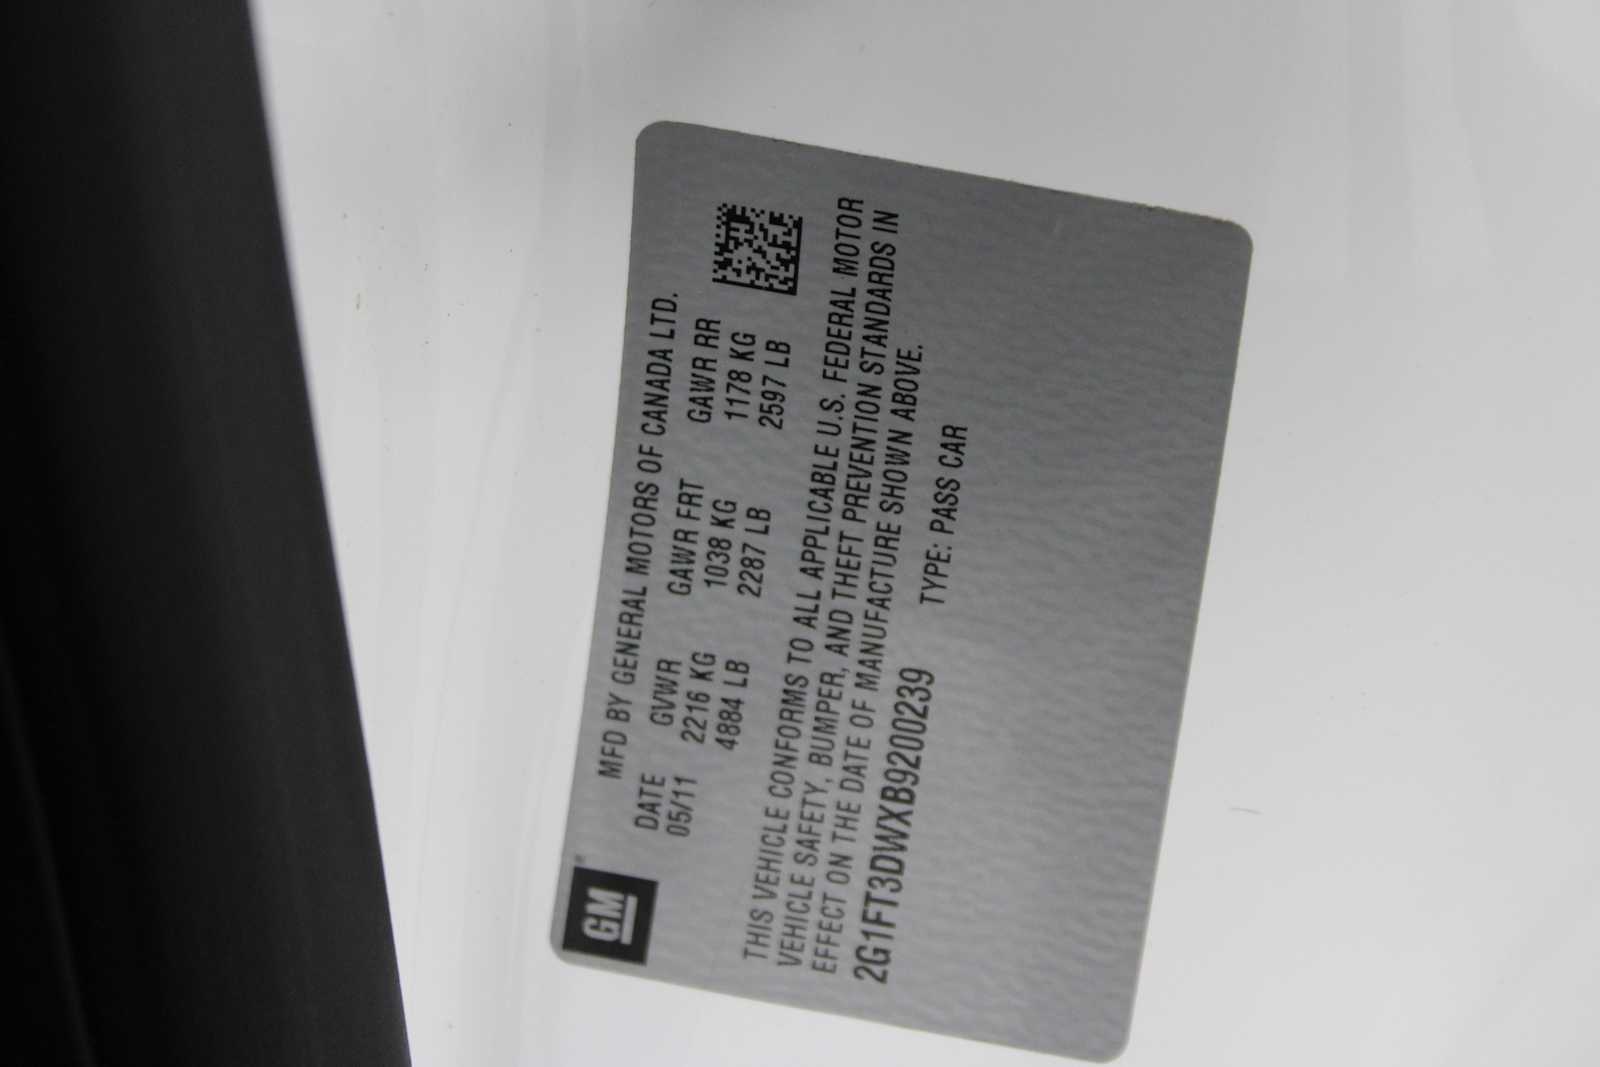 GM
MFD BY GENERAL MOTORS OF CANADA LTD.
DATE GVWR GAWR FRT GAWR RR
05/11 2216 KG 1038 KG 1178 KG
4884 LB 2287 LB 2597 LB
THIS VEHICLE CONFORMS TO ALL APPLICABLE U.S. FEDERAL MOTOR
VEHICLE SAFETY, BUMPER, AND THEFT PREVENTION STANDARDS IN
EFFECT ON THE DATE OF MANUFACTURE SHOWN ABOVE.
2G1FT3DWXB9200239 TYPE: PASS CAR